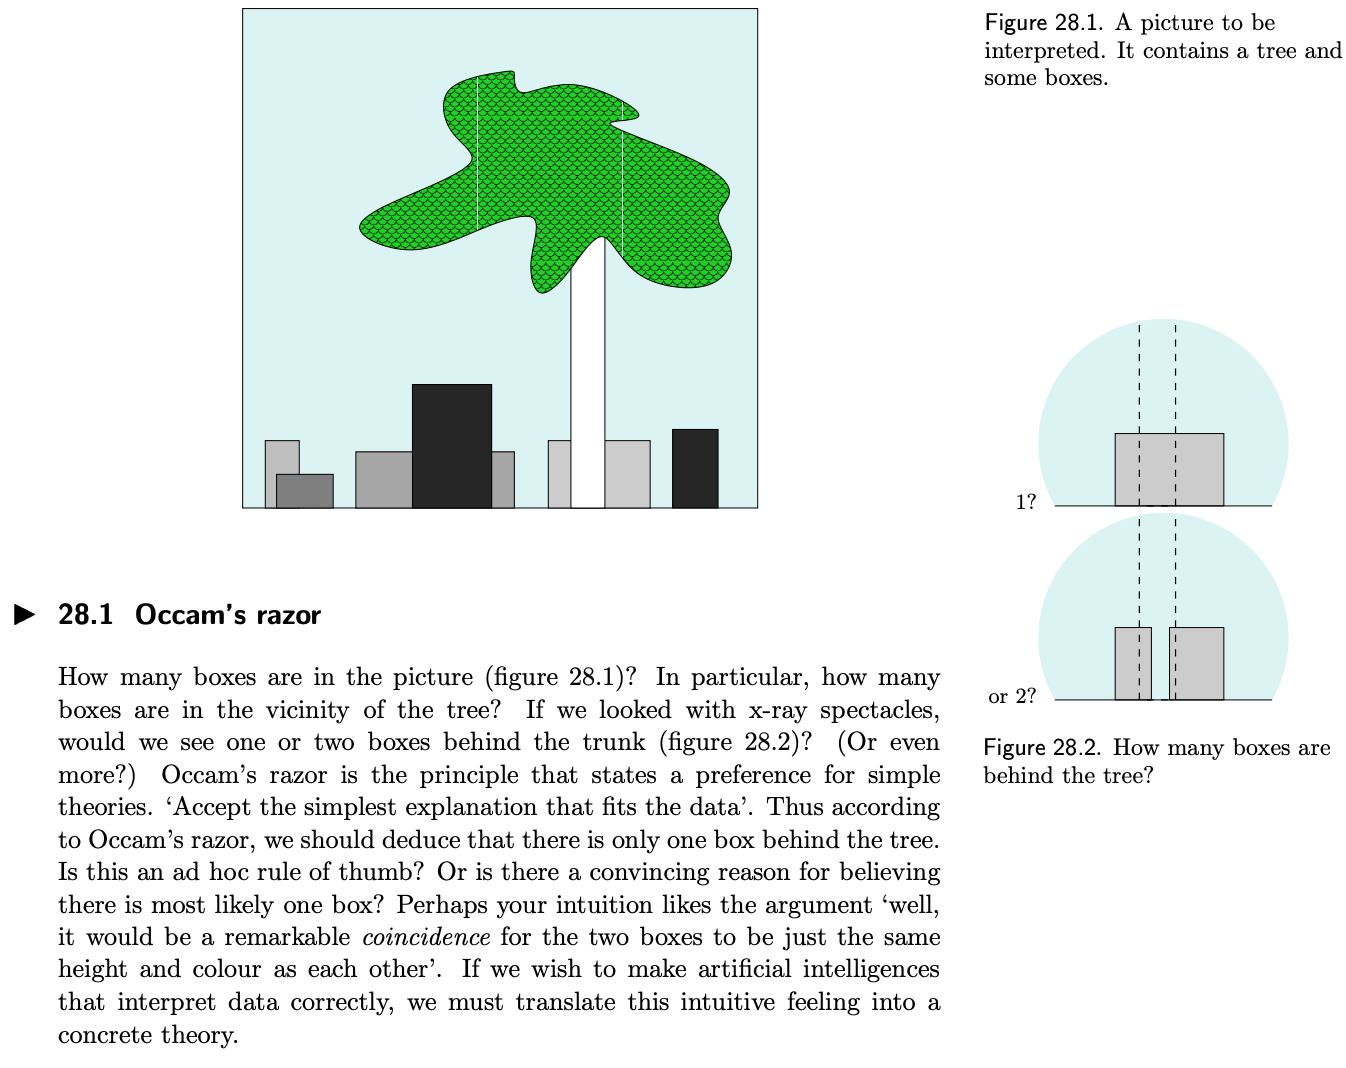 Figure 28.1. A picture to be
interpreted. It contains a tree and
some boxes.
1?
or 2?
Figure 28.2. How many boxes are
behind the tree?
28.1 Occam's razor
How many boxes are in the picture (figure 28.1)? In particular, how many
boxes are in the vicinity of the tree? If we looked with x-ray spectacles,
would we see one or two boxes behind the trunk (figure 28.2)? (Or even
more?) Occam's razor is the principle that states a preference for simple
theories. ‘Accept the simplest explanation that fits the data’. Thus according
to Occam's razor, we should deduce that there is only one box behind the tree.
Is this an ad hoc rule of thumb? Or is there a convincing reason for believing
there is most likely one box? Perhaps your intuition likes the argument ‘well,
it would be a remarkable coincidence for the two boxes to be just the same
height and colour as each other’. If we wish to make artificial intelligences
that interpret data correctly, we must translate this intuitive feeling into a
concrete theory.